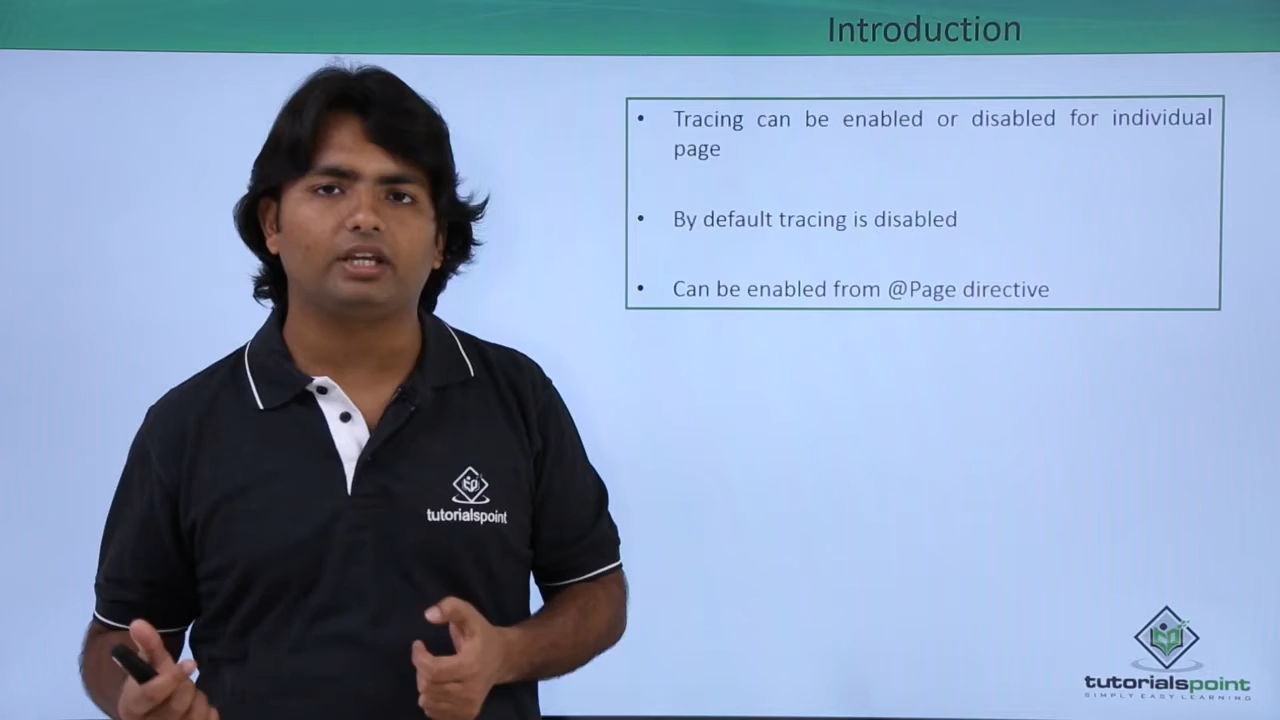 Introduction
• Tracing can be enabled or disabled for individual
page
• By default tracing is disabled
• Can be enabled from @Page directive
tutorialspoint
tutorialspoint
SIMPLY EASY LEARNING